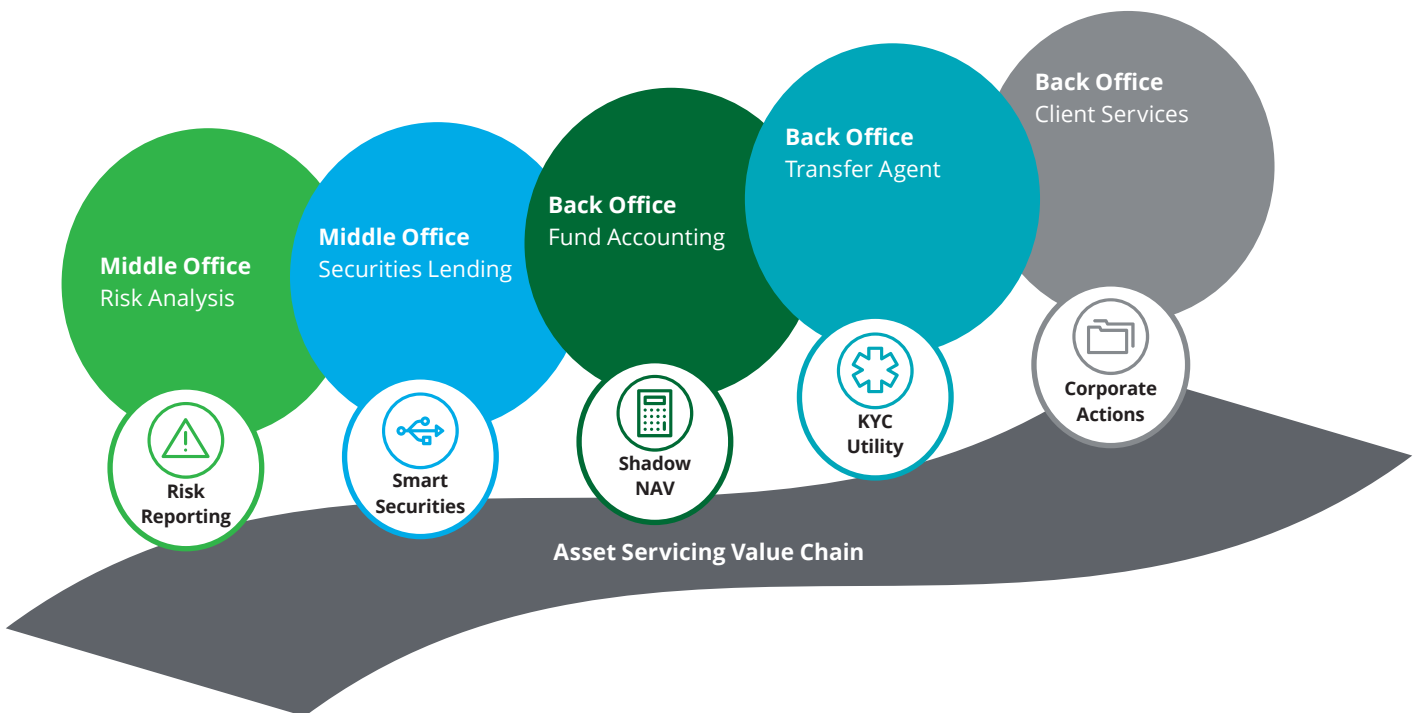 Middle Office
Risk Analysis
Risk
Reporting
Middle Office
Securities Lending
Smart
Securities
Back Office
Fund Accounting
Shadow
NAV
Back Office
Transfer Agent
KYC
Utility
Back Office
Client Services
Corporate
Actions
Asset Servicing Value Chain